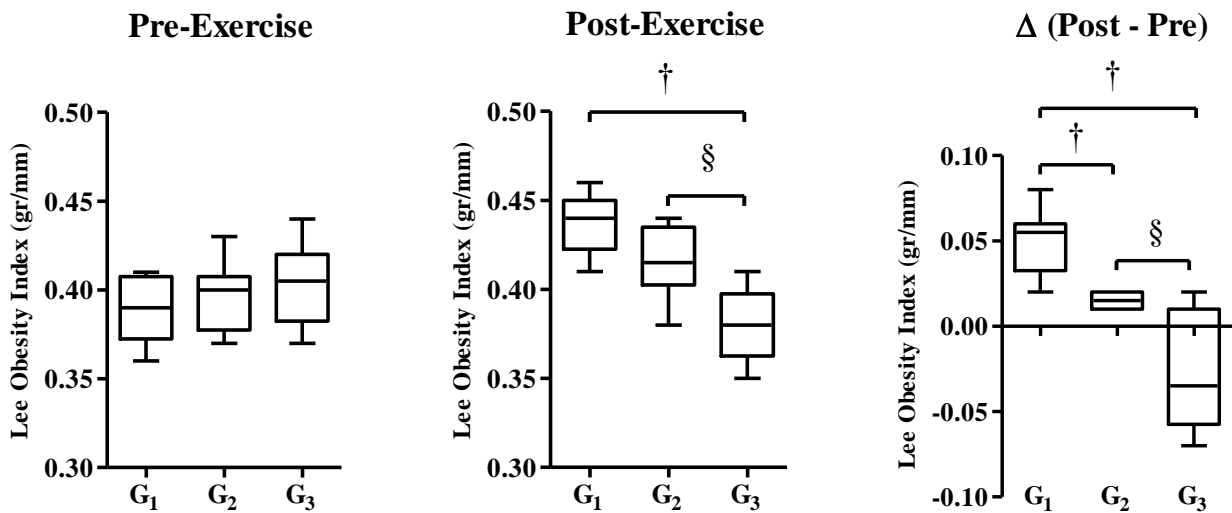 Pre-Exercise
Lee Obesity Index (gr/mm)
0.50
0.45
0.40
0.35
0.30
G1 G2 G3
Post-Exercise
†
§
Lee Obesity Index (gr/mm)
0.50
0.45
0.40
0.35
0.30
G1 G2 G3
Δ (Post - Pre)
†
†
§
Lee Obesity Index (gr/mm)
0.10
0.05
0.00
-0.05
-0.10
G1 G2 G3